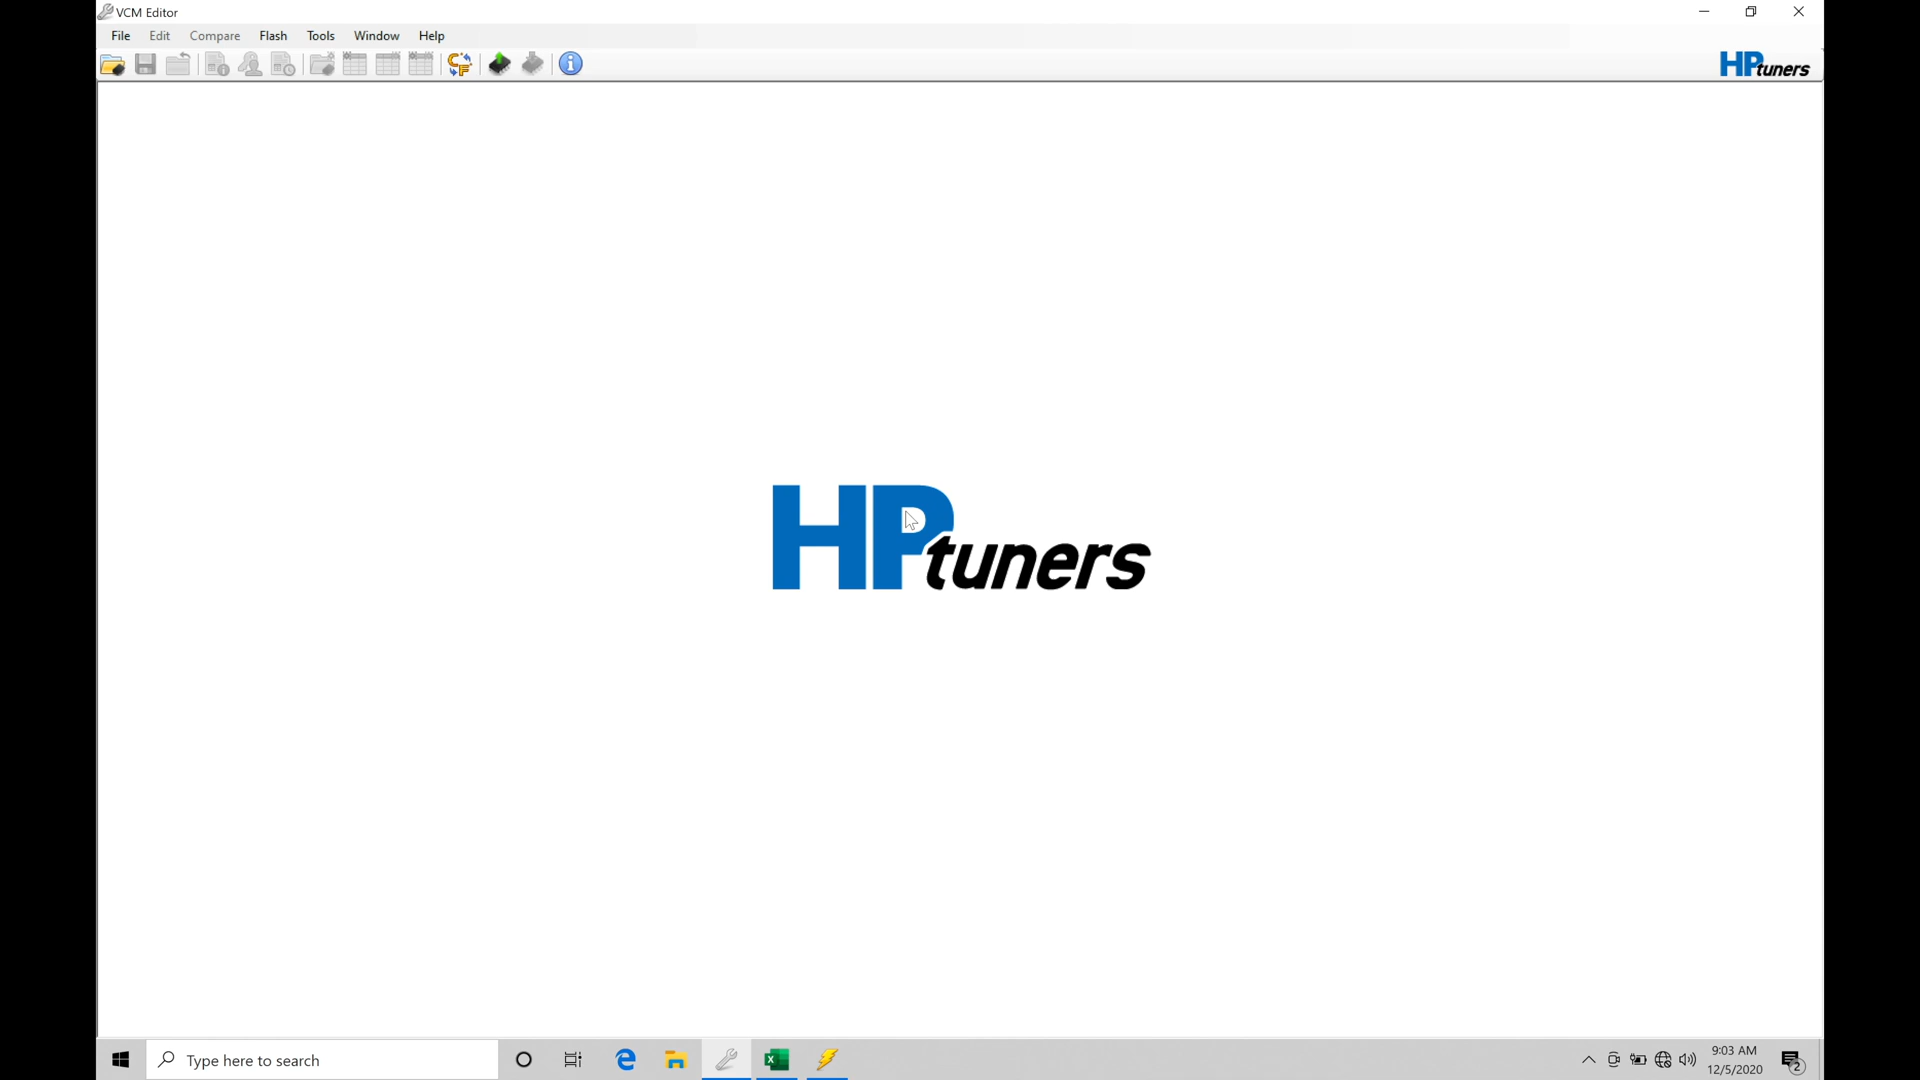 VCM Editor
File Edit Compare Flash Tools Window Help
HPtuners
HPtuners
Type here to search
9:03 AM
12/5/2020
2